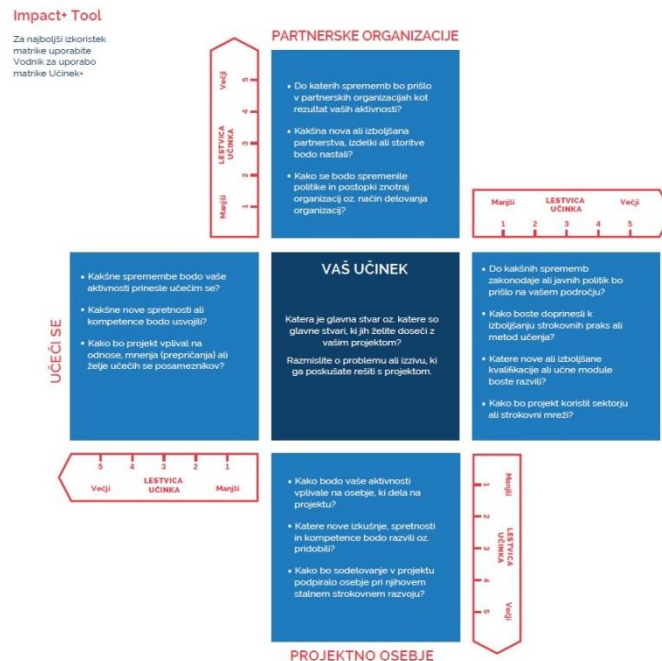 Impact+ Tool
Za najboljši izkoristek
matrike uporabite
Vodnik za uporabo
matrike Učinek+
PARTNERSKE ORGANIZACIJE
Večji
5
4
LESTVICA
UČINKA
3
2
Manjši
1
• Do katerih sprememb bo prišlo
v partnerskih organizacijah kot
rezultat vaših aktivnosti?
• Kakšna nova ali izboljšana
partnerstva, izdelki ali storitve
bodo nastali?
• Kako se bodo spremenile
politike in postopki znotraj
organizacij oz. način delovanja
organizacij?
Manjši LESTVICA UČINKA Večji
1 2 3 4 5
UČEČI SE
• Kakšne spremembe bodo vaše
aktivnosti prinesle učečim se?
• Kakšne nove spretnosti ali
kompetence bodo usvojili?
• Kako bo projekt vplival na
odnose, mnenja (prepričanja) ali
želje učečih se posameznikov?
VAŠ UČINEK
Katera je glavna stvar oz. katere so
glavne stvari, ki jih želite doseči z
vašim projektom?
Razmislite o problemu ali izzivu, ki
ga poskušate rešiti s projektom.
• Do kakšnih sprememb
zakonodaje ali javnih politik bo
prišlo na vašem področju?
• Kako boste doprinesli k
izboljšanju strokovnih praks ali
metod učenja?
• Katere nove ali izboljšane
kvalifikacije ali učne module
boste razvili?
• Kako bo projekt koristil sektorju
ali strokovni mreži?
5 4 3 2 1
Večji LESTVICA UČINKA Manjši
• Kako bodo vaše aktivnosti
vplivale na osebje, ki dela na
projektu?
• Katere nove izkušnje, spretnosti
in kompetence bodo razvili oz.
pridobili?
• Kako bo sodelovanje v projektu
podpiralo osebje pri njihovem
stalnem strokovnem razvoju?
Manjši
1
2
LESTVICA
UČINKA
3
4
5
Večji
PROJEKTNO OSEBJE